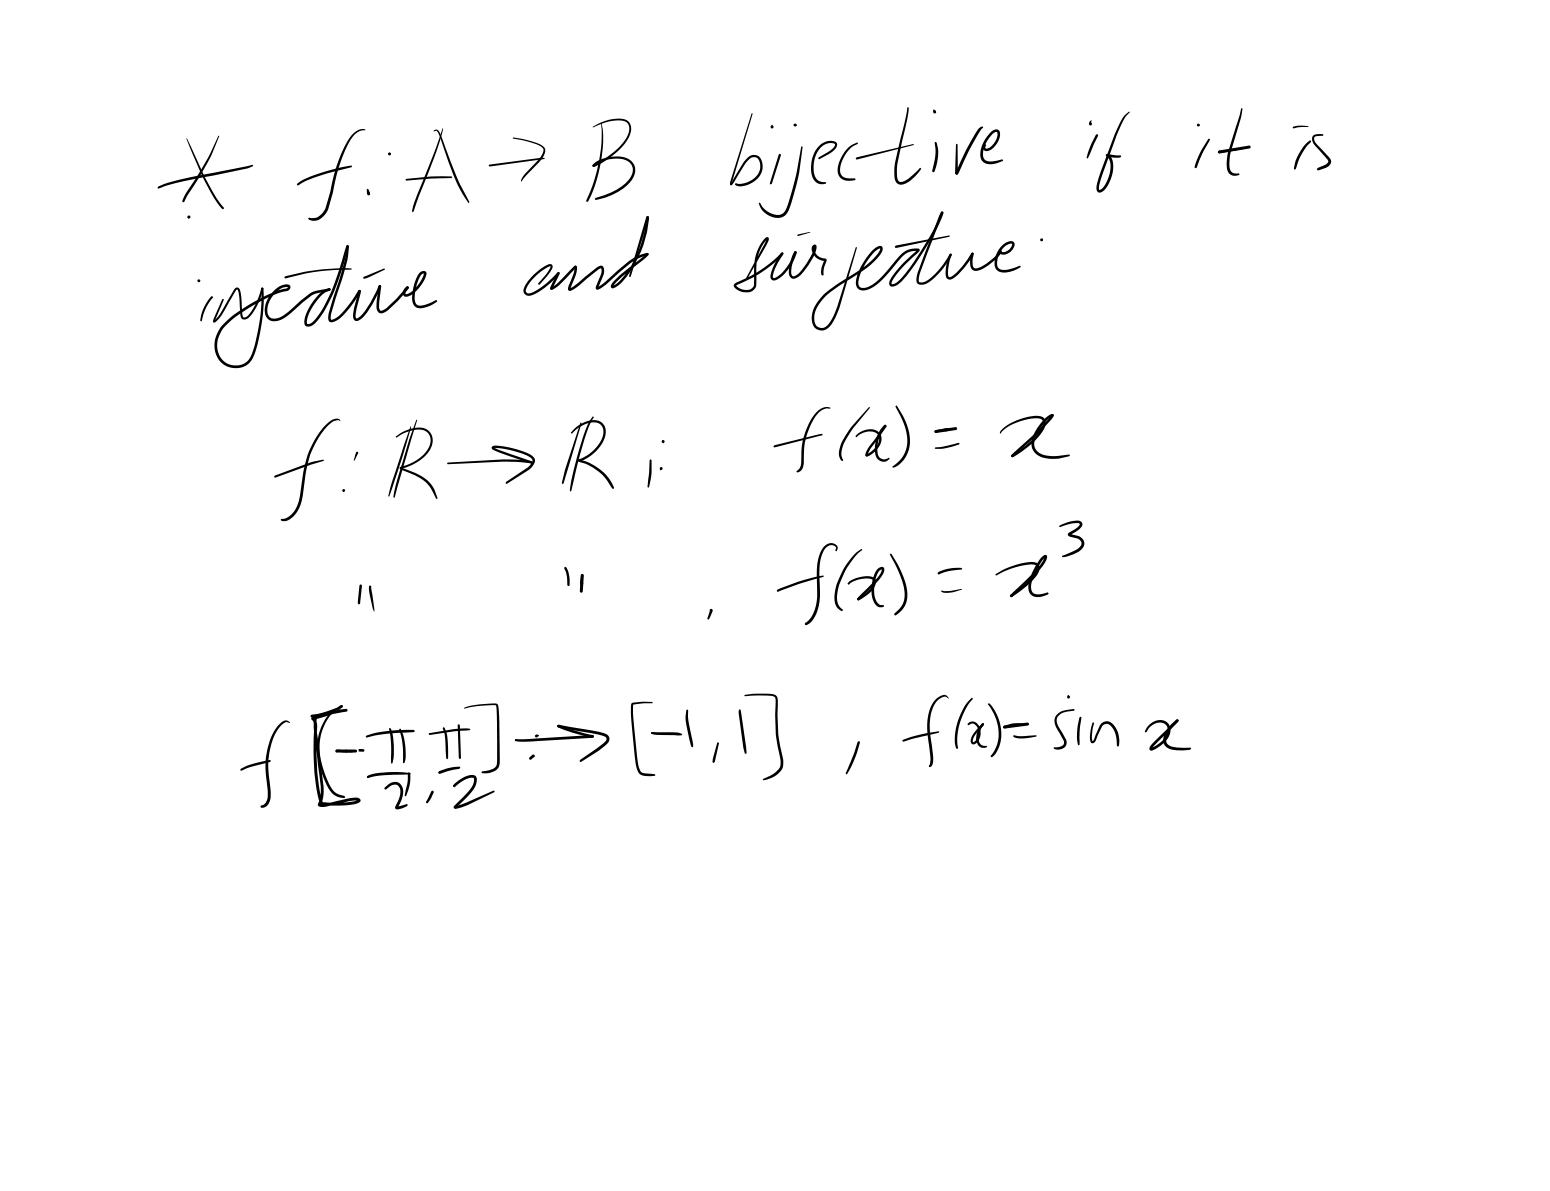 * f: A → B bijective if it is
injective and surjective.
f: ℝ → ℝ ; f(x) = x
" " , f(x) = x³
f [-π/2, π/2] → [-1, 1] , f(x) = sin x